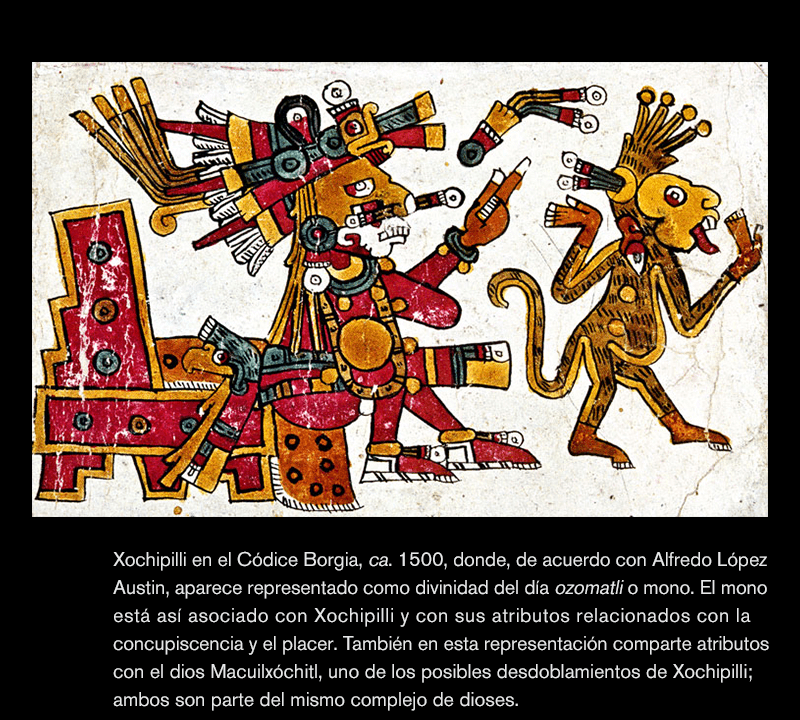 Xochipilli en el Códice Borgia, ca. 1500, donde, de acuerdo con Alfredo López
Austin, aparece representado como divinidad del día ozomatli o mono. El mono
está así asociado con Xochipilli y con sus atributos relacionados con la
concupiscencia y el placer. También en esta representación comparte atributos
con el dios Macuilxóchitl, uno de los posibles desdoblamientos de Xochipilli;
ambos son parte del mismo complejo de dioses.